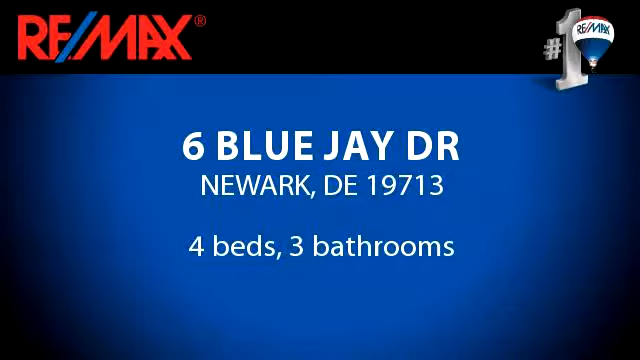 RE/MAX®
#1 RE/MAX
6 BLUE JAY DR
NEWARK, DE 19713
4 beds, 3 bathrooms